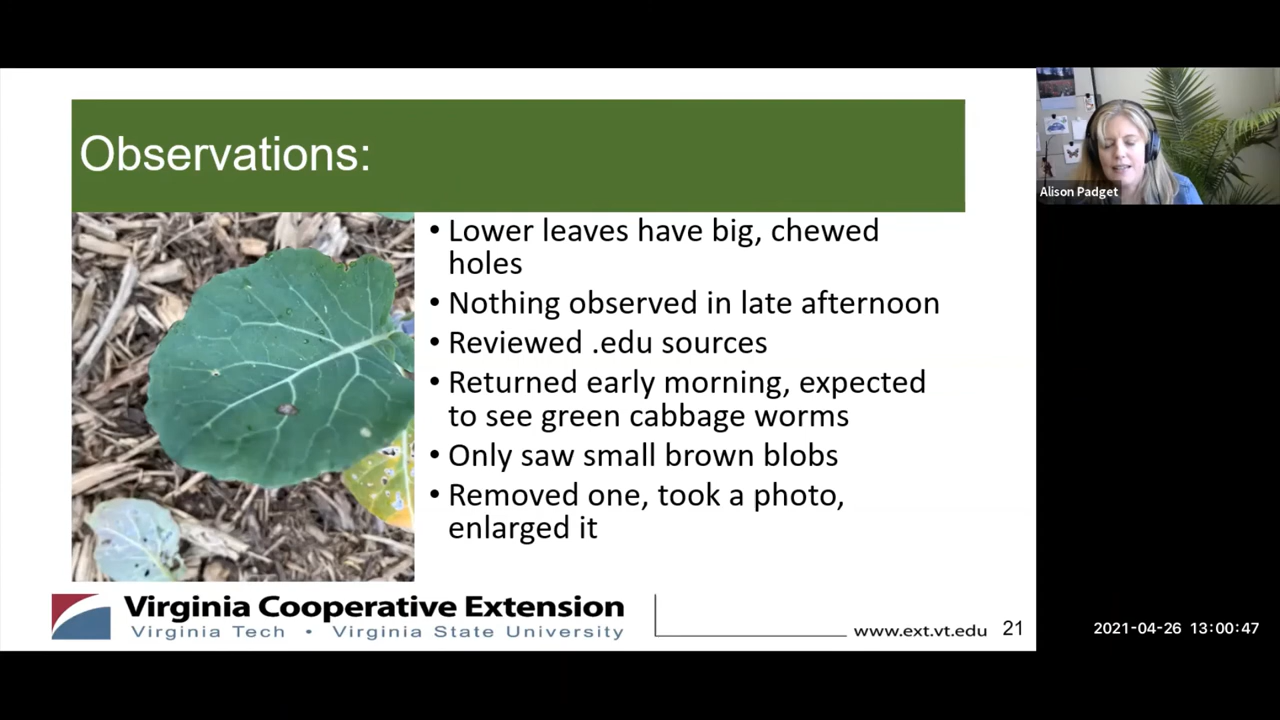 Observations:
• Lower leaves have big, chewed
holes
• Nothing observed in late afternoon
• Reviewed .edu sources
• Returned early morning, expected
to see green cabbage worms
• Only saw small brown blobs
• Removed one, took a photo,
enlarged it
Virginia Cooperative Extension
Virginia Tech • Virginia State University
www.ext.vt.edu 21
Alison Padget
2021-04-26 13:00:47